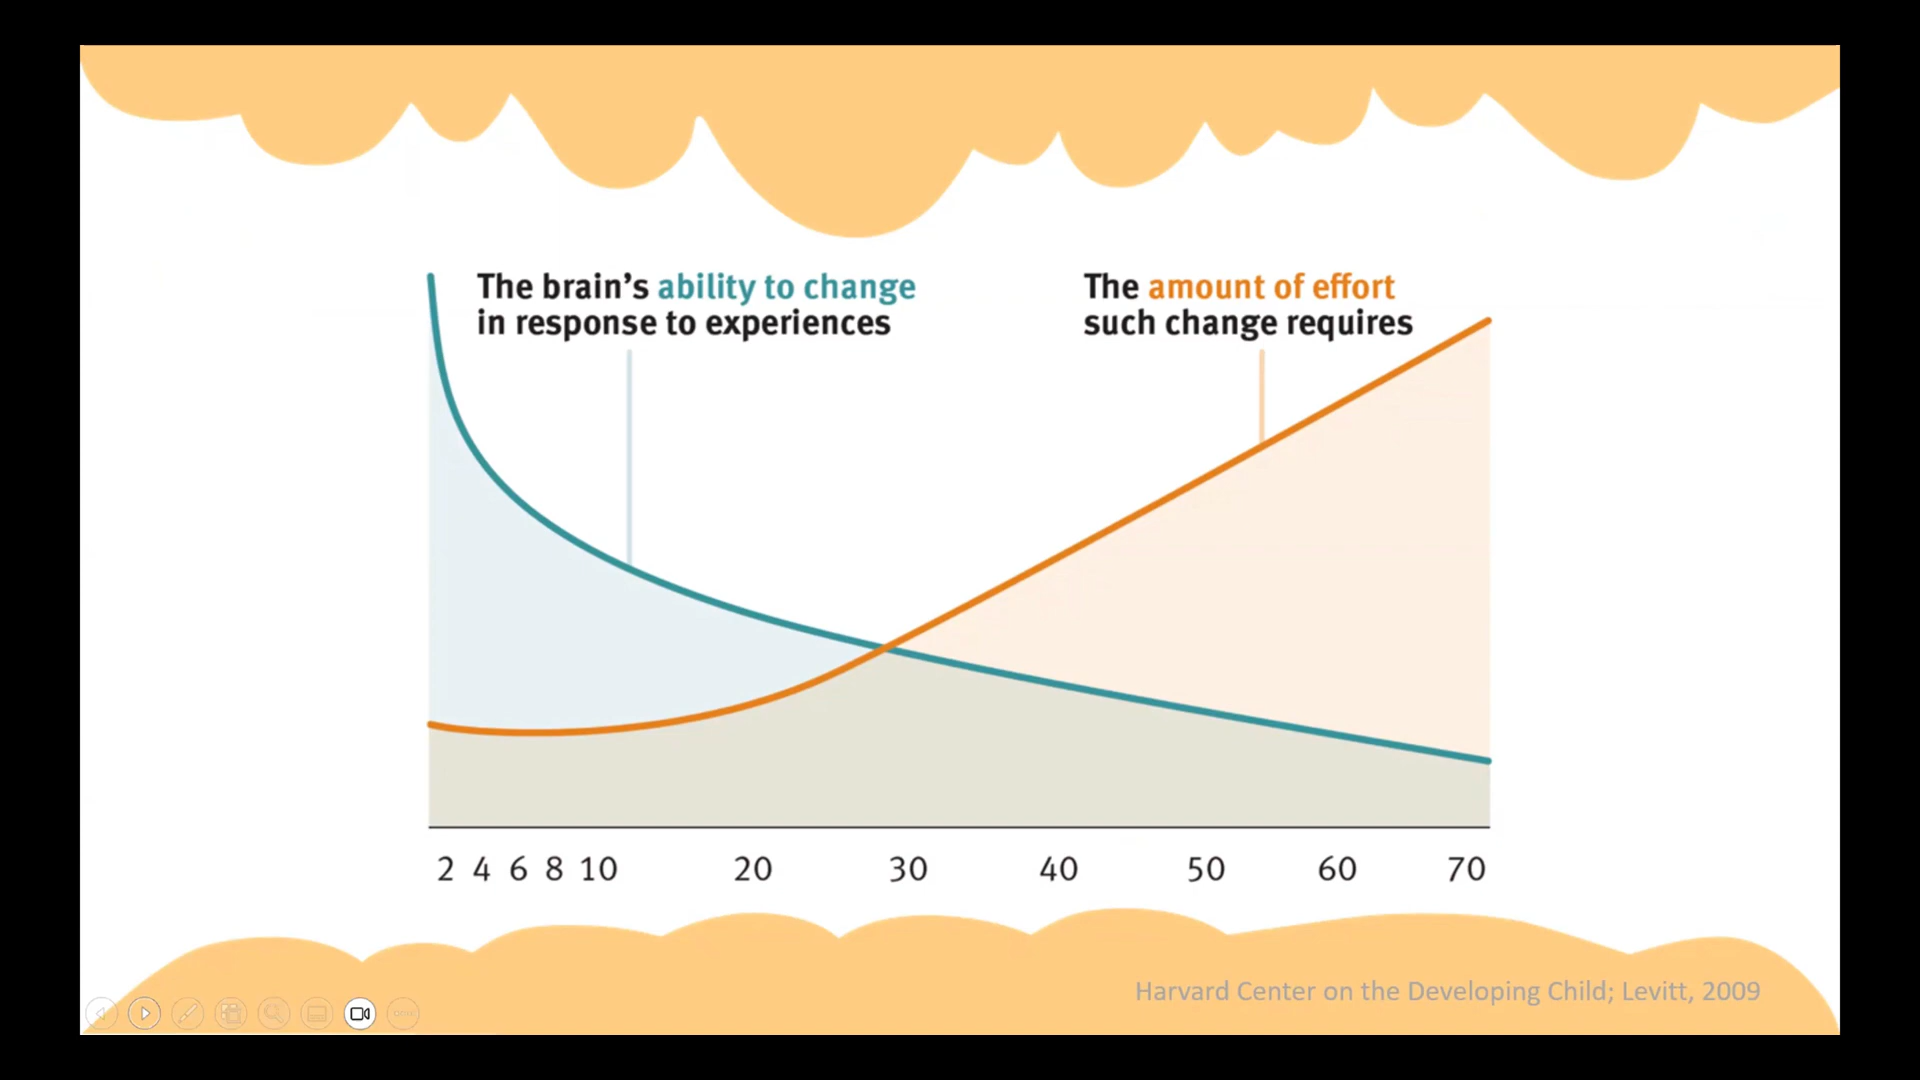 The brain’s ability to change
in response to experiences
The amount of effort
such change requires
2 4 6 8 10 20 30 40 50 60 70
Harvard Center on the Developing Child; Levitt, 2009